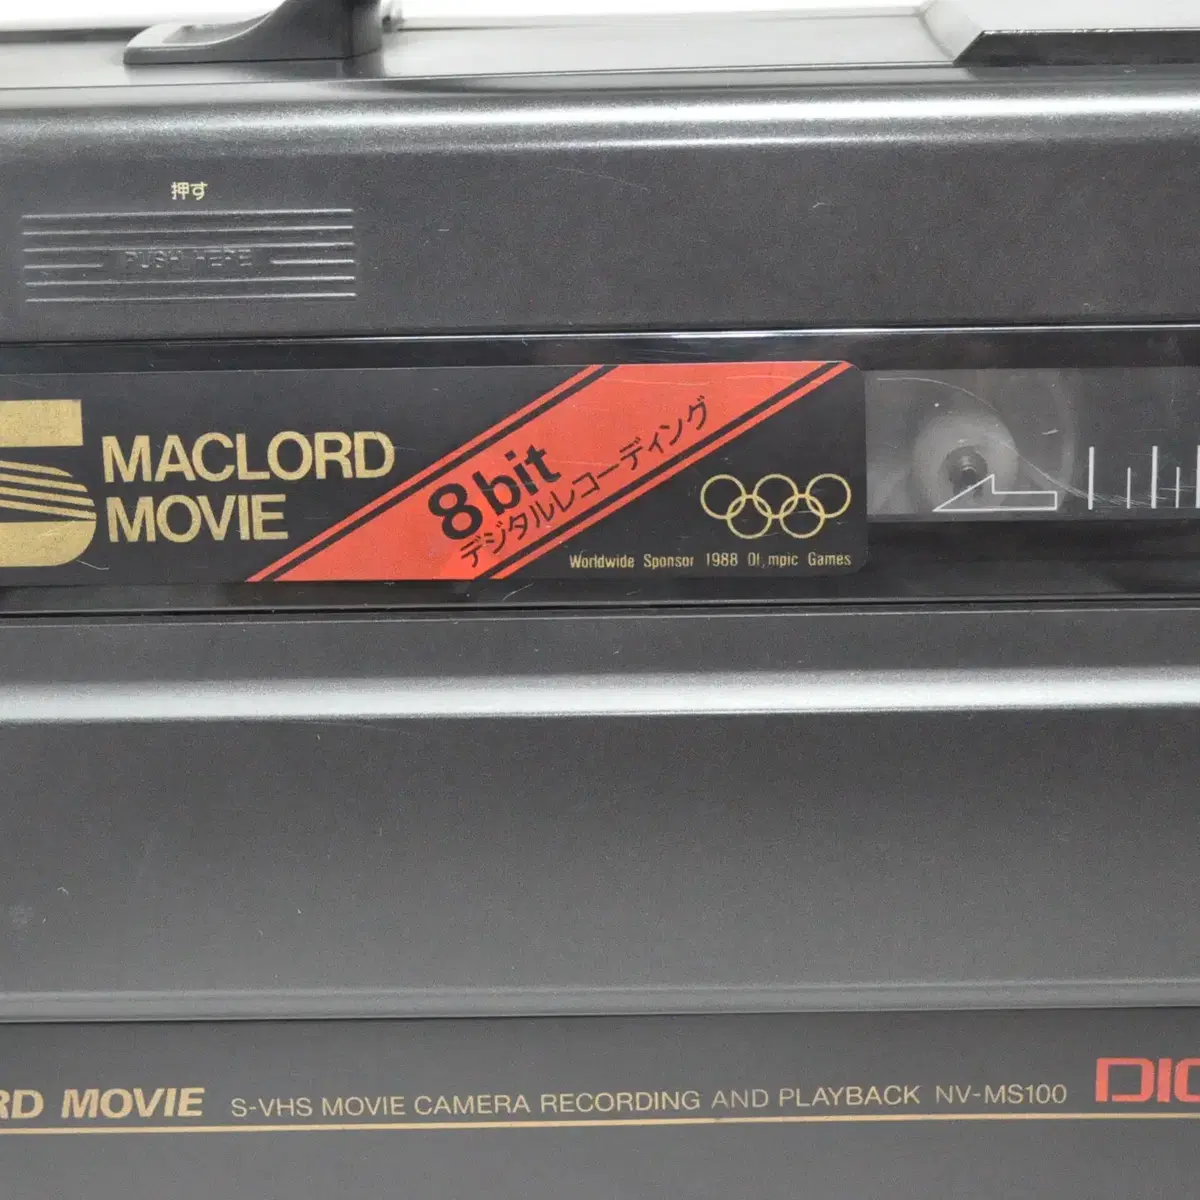 押す
PUSH HERE
MACLORD
MOVIE
8bit
デジタルレコーディング
Worldwide Sponsor 1988 Ol,mpic Games
RD MOVIE S-VHS MOVIE CAMERA RECORDING AND PLAYBACK NV-MS100